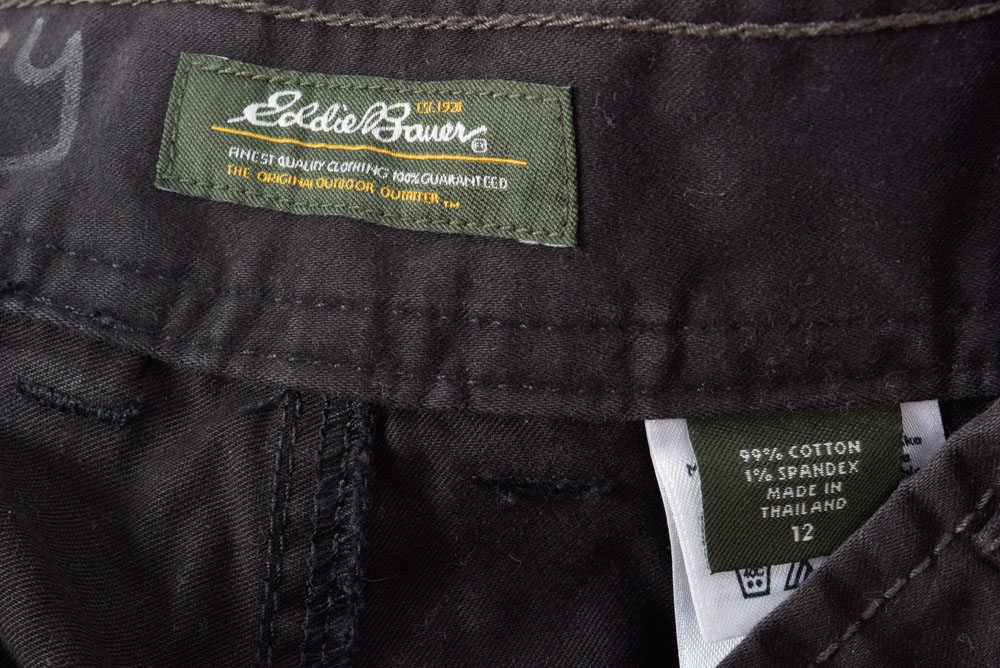 Eddie Bauer
EST. 1920
FINEST QUALITY CLOTHING 100% GUARANTEED
THE ORIGINAL OUTDOOR OUTFITTER™
99% COTTON
1% SPANDEX
MADE IN
THAILAND
12